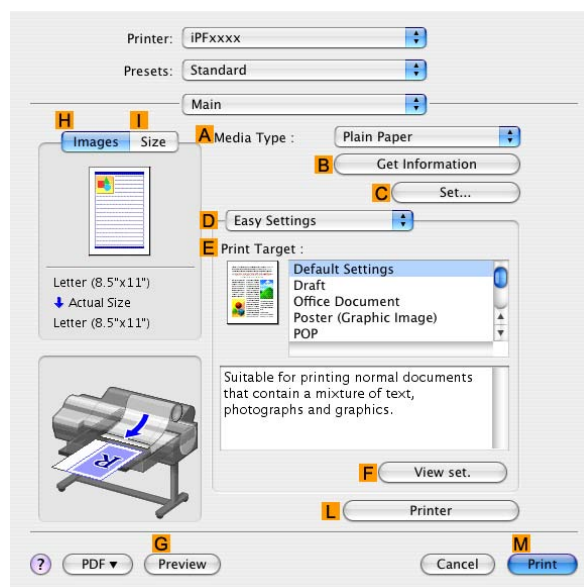 Printer: iPFxxxx
Presets: Standard
Main
H I
Images Size
A Media Type : Plain Paper
B Get Information
C Set...
D Easy Settings
E Print Target :
Default Settings
Draft
Office Document
Poster (Graphic Image)
POP
Letter (8.5"x11")
Actual Size
Letter (8.5"x11")
Suitable for printing normal documents
that contain a mixture of text,
photographs and graphics.
R
F View set.
L Printer
G M
? PDF▼ Preview Cancel Print